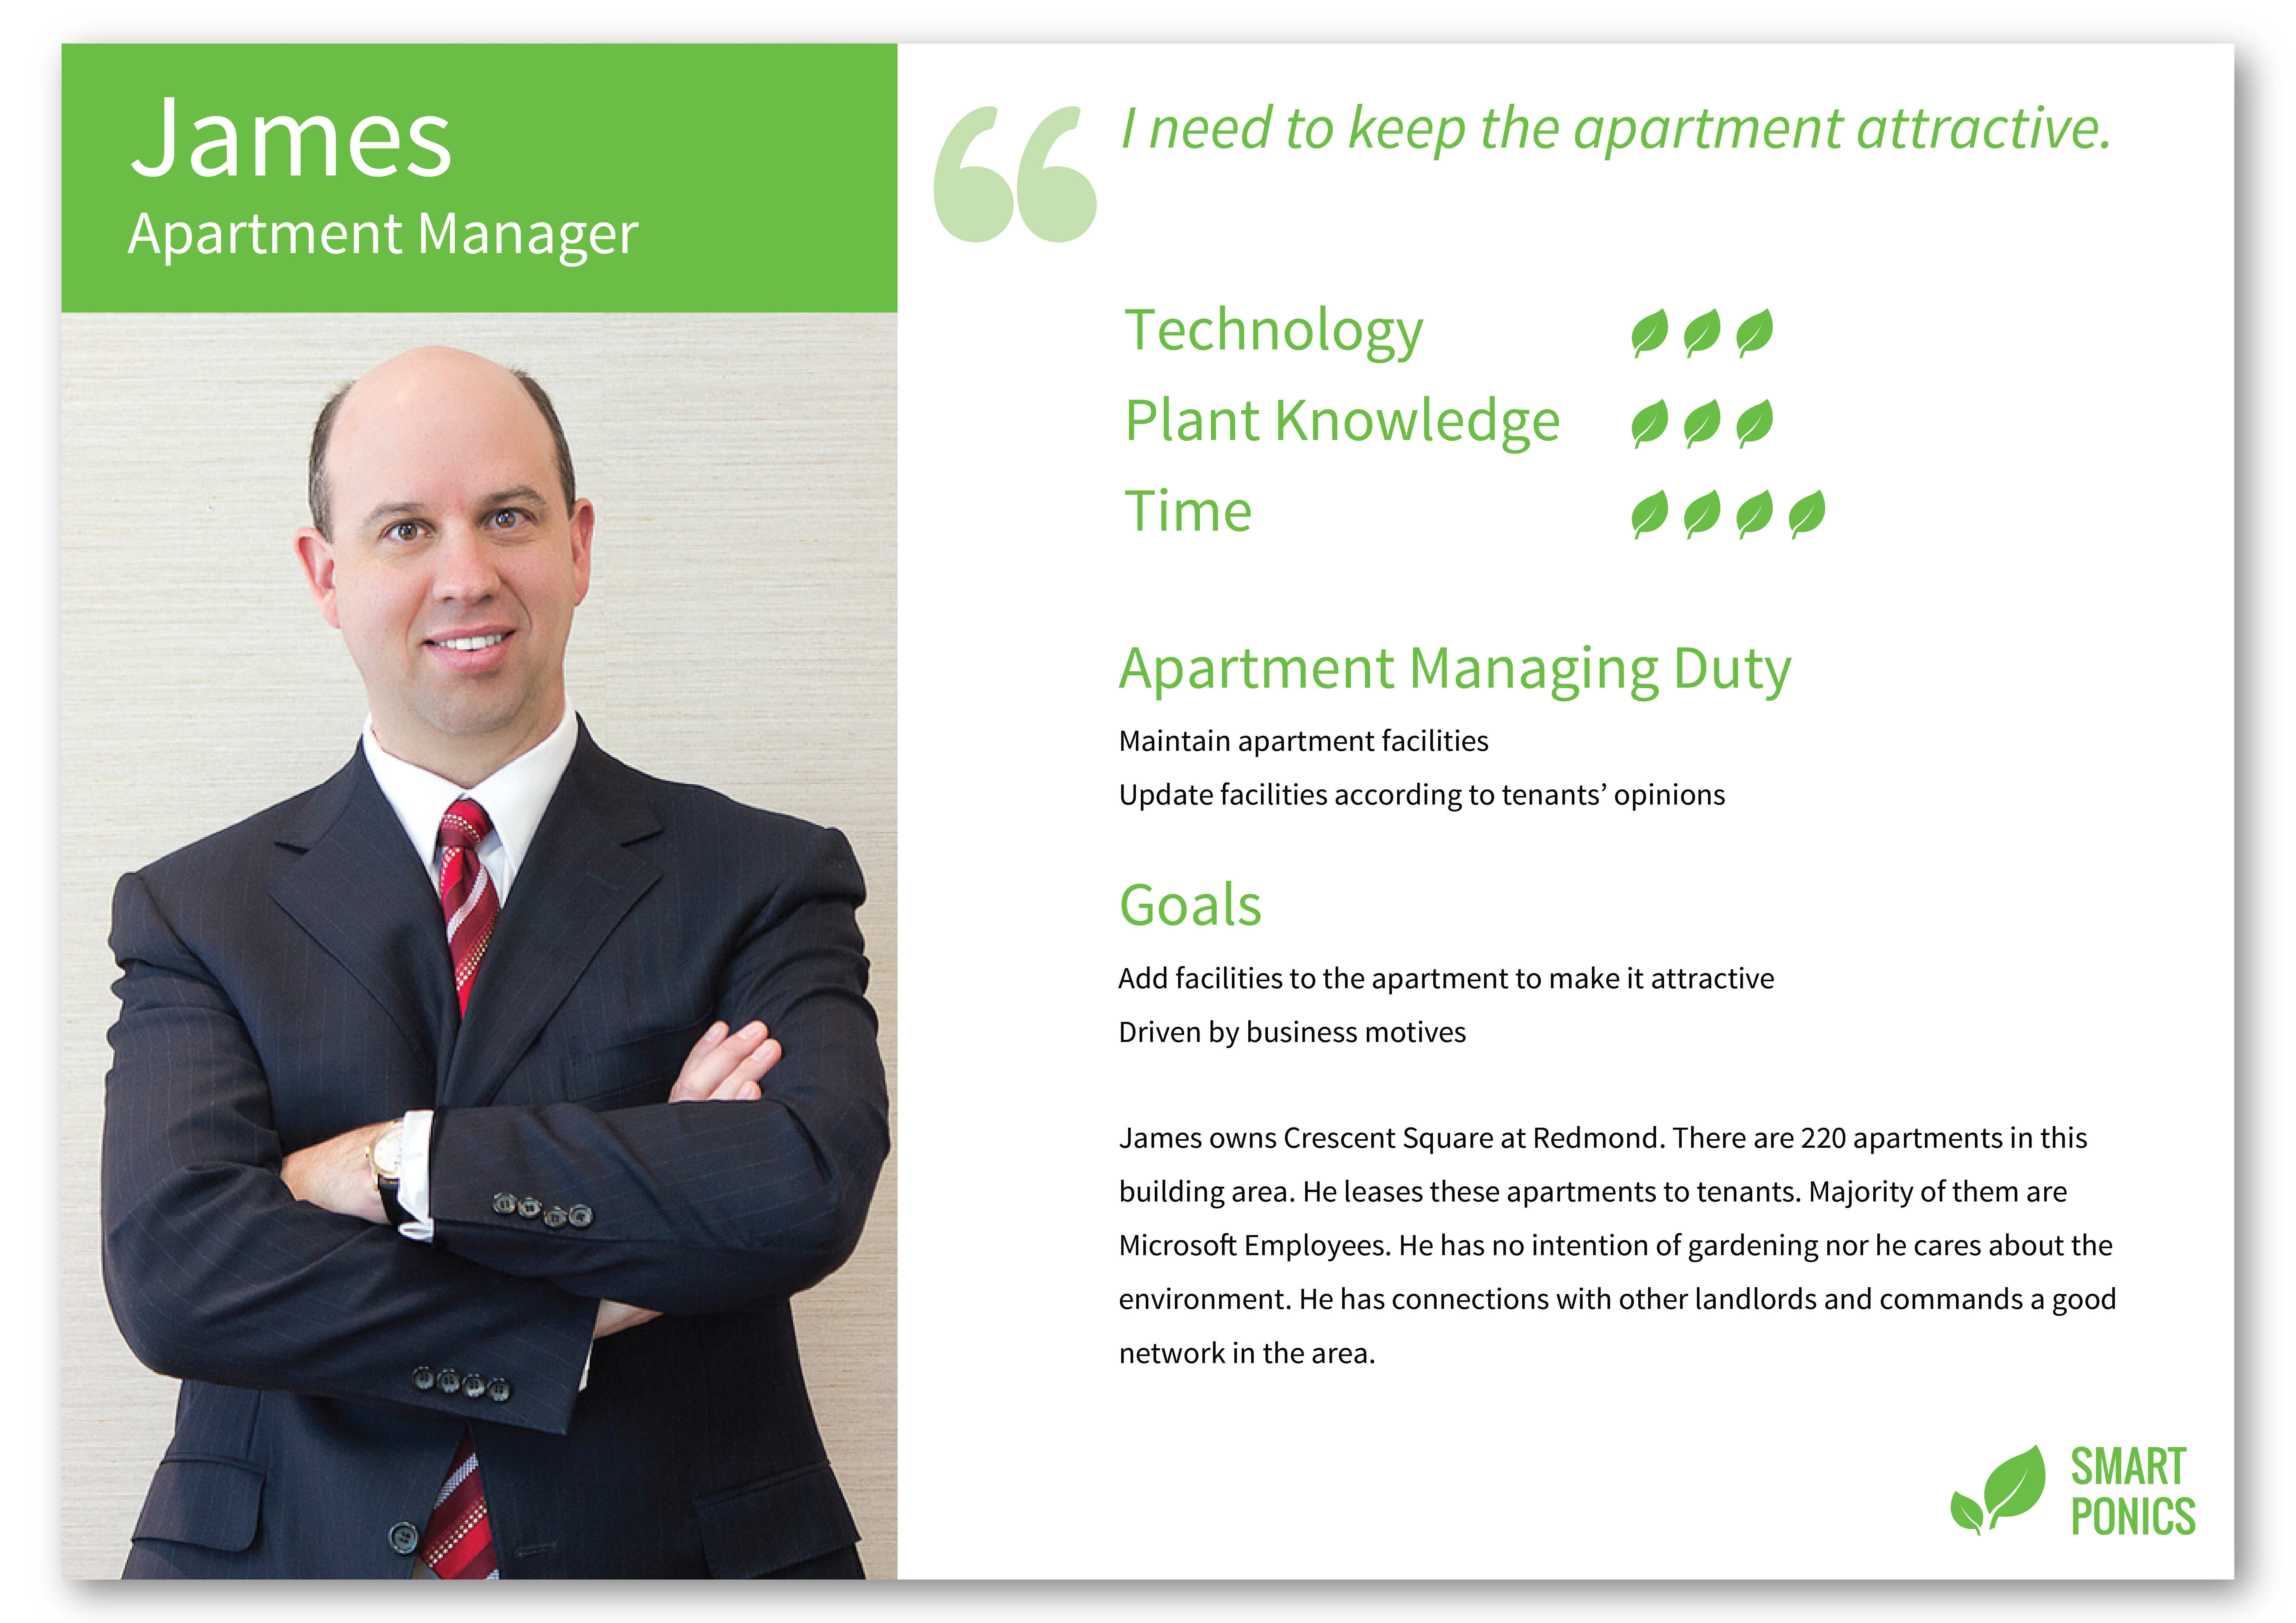 James
Apartment Manager
I need to keep the apartment attractive.
Technology
Plant Knowledge
Time
Apartment Managing Duty
Maintain apartment facilities
Update facilities according to tenants’ opinions
Goals
Add facilities to the apartment to make it attractive
Driven by business motives
James owns Crescent Square at Redmond. There are 220 apartments in this
building area. He leases these apartments to tenants. Majority of them are
Microsoft Employees. He has no intention of gardening nor he cares about the
environment. He has connections with other landlords and commands a good
network in the area.
SMART
PONICS